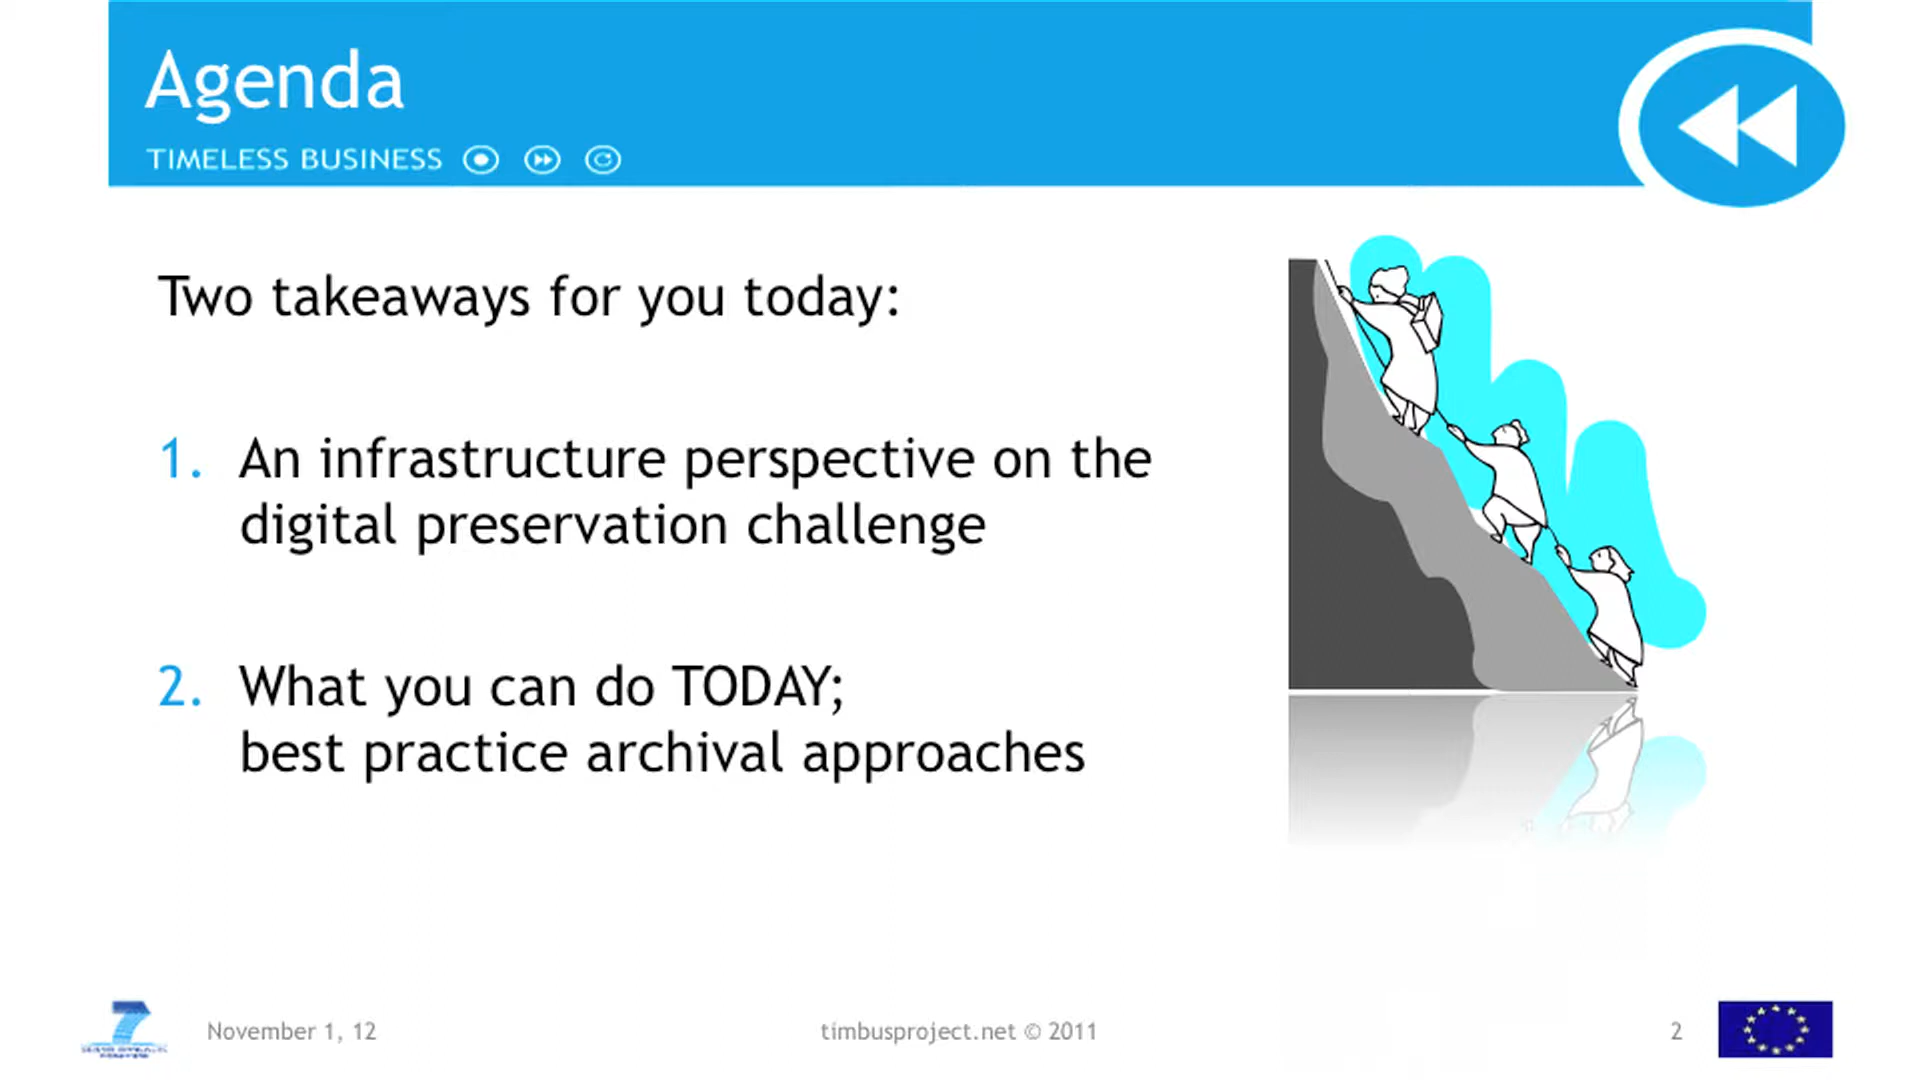 Agenda
TIMELESS BUSINESS
Two takeaways for you today:
1. An infrastructure perspective on the
digital preservation challenge
2. What you can do TODAY;
best practice archival approaches
7
November 1, 12
timbusproject.net © 2011
2